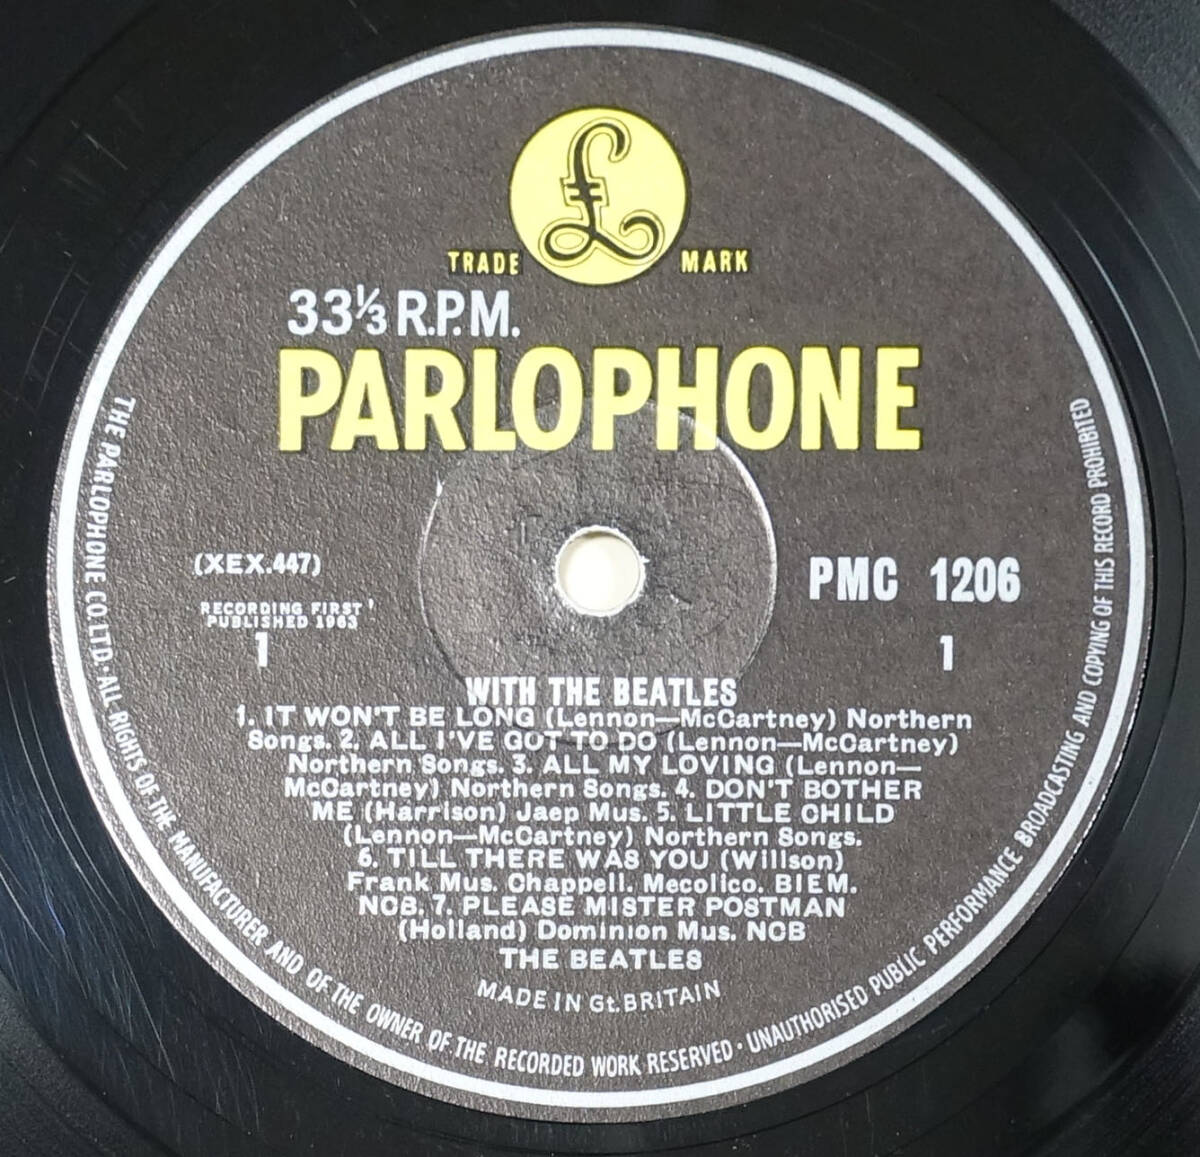 £
TRADE MARK
33⅓ R.P.M.
PARLOPHONE
(XEX.447)
PMC 1206
RECORDING FIRST
PUBLISHED 1963
1
1
WITH THE BEATLES
1. IT WON'T BE LONG (Lennon—McCartney) Northern
Songs. 2. ALL I'VE GOT TO DO (Lennon—McCartney)
Northern Songs. 3. ALL MY LOVING (Lennon—
McCartney) Northern Songs. 4. DON'T BOTHER
ME (Harrison) Jaep Mus. 5. LITTLE CHILD
(Lennon—McCartney) Northern Songs.
6. TILL THERE WAS YOU (Willson)
Frank Mus. Chappell. Mecolico. BIEM.
NCB. 7. PLEASE MISTER POSTMAN
(Holland) Dominion Mus. NCB
THE BEATLES
MADE IN Gt. BRITAIN
THE PARLOPHONE CO. LTD · ALL RIGHTS OF THE MANUFACTURER AND OF THE OWNER OF THE RECORDED WORK RESERVED · UNAUTHORISED PUBLIC PERFORMANCE BROADCASTING AND COPYING OF THIS RECORD PROHIBITED